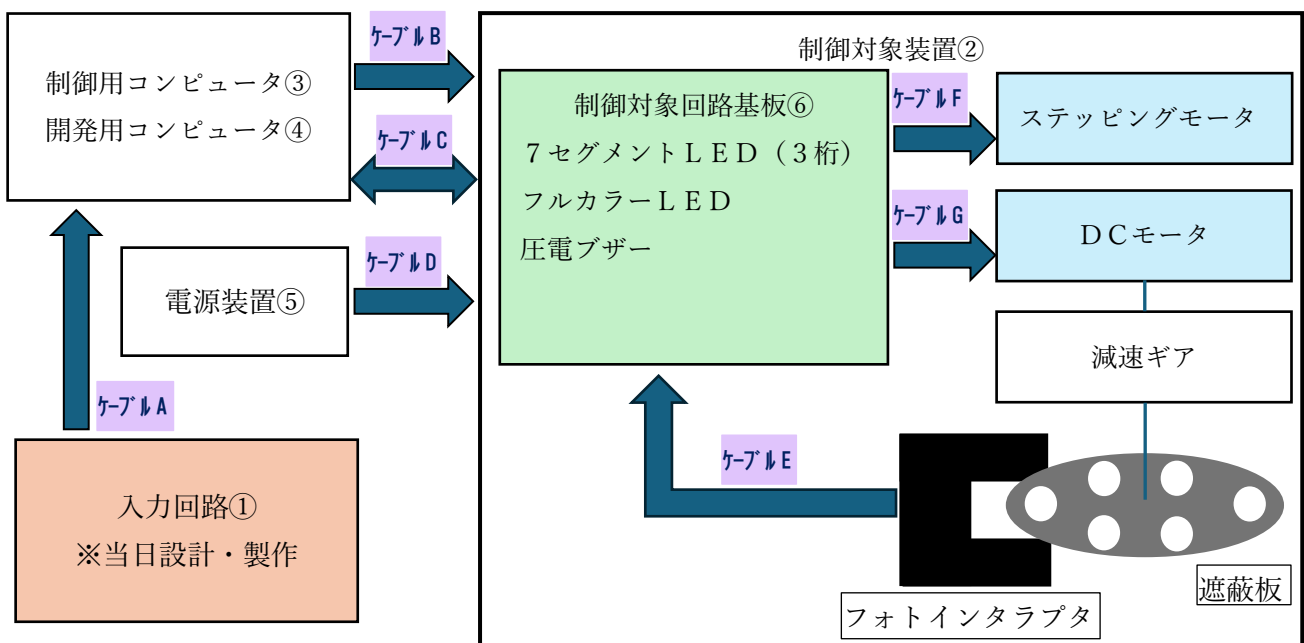 制御用コンピュータ③
開発用コンピュータ④
ｹｰﾌﾞﾙB
ｹｰﾌﾞﾙC
電源装置⑤
ｹｰﾌﾞﾙD
ｹｰﾌﾞﾙA
入力回路①
※当日設計・製作
制御対象装置②
制御対象回路基板⑥
７セグメントＬＥＤ（３桁）
フルカラーＬＥＤ
圧電ブザー
ｹｰﾌﾞﾙF
ステッピングモータ
ｹｰﾌﾞﾙG
ＤＣモータ
減速ギア
ｹｰﾌﾞﾙE
遮蔽板
フォトインタラプタ